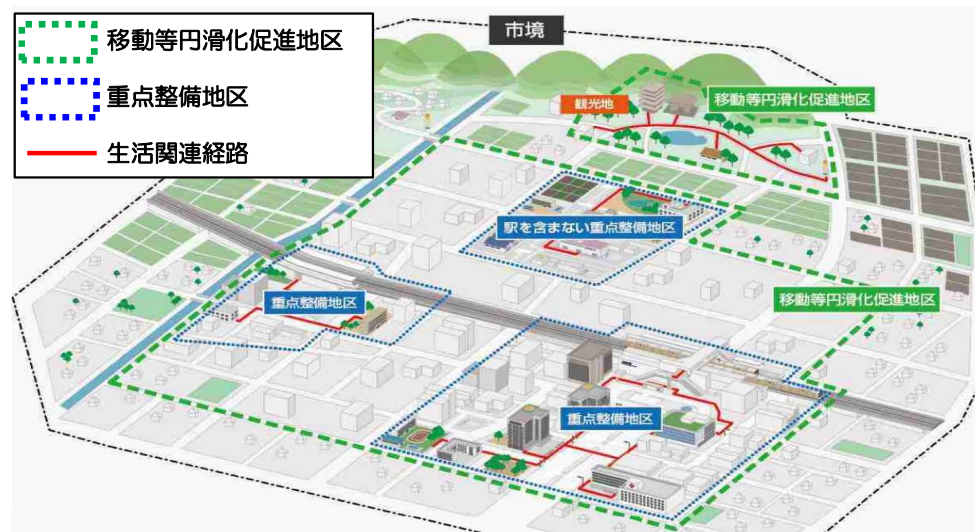 移動等円滑化促進地区
重点整備地区
生活関連経路
市境
観光地
移動等円滑化促進地区
駅を含まない重点整備地区
重点整備地区
移動等円滑化促進地区
重点整備地区